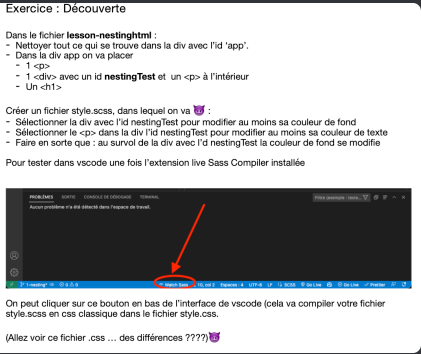 Exercice : Découverte
Dans le fichier lesson-nestinghtml :
- Nettoyer tout ce qui se trouve dans la div avec l'id 'app'.
- Dans la div app on va placer
- 1 <p>
- 1 <div> avec un id nestingTest et un <p> à l'intérieur
- Un <h1>
Créer un fichier style.scss, dans lequel on va 😈 :
- Sélectionner la div avec l'id nestingTest pour modifier au moins sa couleur de fond
- Sélectionner le <p> dans la div l'id nestingTest pour modifier au moins sa couleur de texte
- Faire en sorte que : au survol de la div avec l'id nestingTest la couleur de fond se modifie
Pour tester dans vscode une fois l'extension live Sass Compiler installée
PROBLÈMES SORTIE CONSOLE DE DÉBOGAGE TERMINAL
Aucun problème n'a été détecté dans l'espace de travail.
1-nesting* 0 0 Watch Sass col 2 Espaces : 4 UTF-8 LF SCSS Go Live Go Live Prettier
On peut cliquer sur ce bouton en bas de l'interface de vscode (cela va compiler votre fichier
style.scss en css classique dans le fichier style.css.
(Allez voir ce fichier .css ... des différences ????)😈